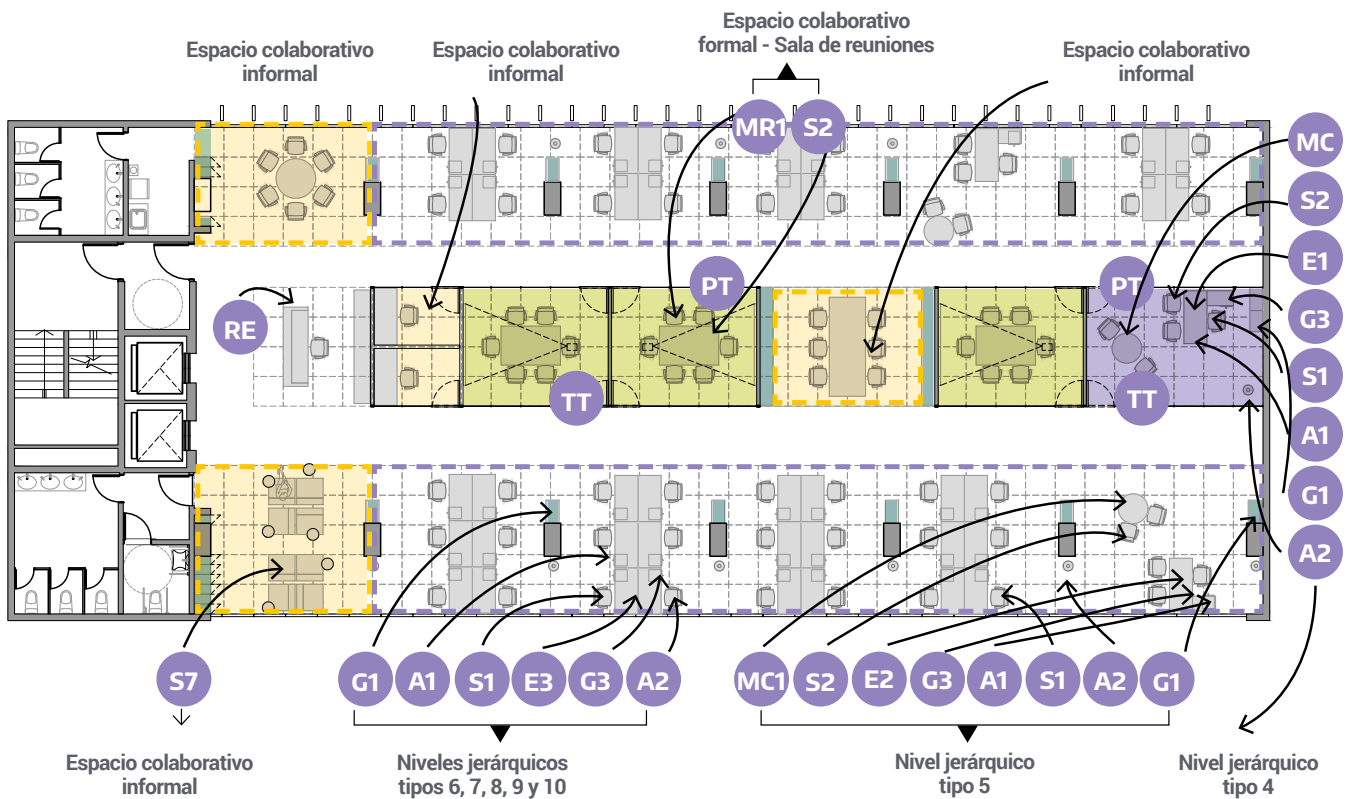 Espacio colaborativo
formal - Sala de reuniones
Espacio colaborativo
informal
Espacio colaborativo
informal
Espacio colaborativo
informal
MR1
S2
MC
S2
E1
G3
S1
A1
G1
A2
PT
PT
RE
TT
TT
S7
G1
A1
S1
E3
G3
A2
MC1
S2
E2
G3
A1
S1
A2
G1
Espacio colaborativo
informal
Niveles jerárquicos
tipos 6, 7, 8, 9 y 10
Nivel jerárquico
tipo 5
Nivel jerárquico
tipo 4